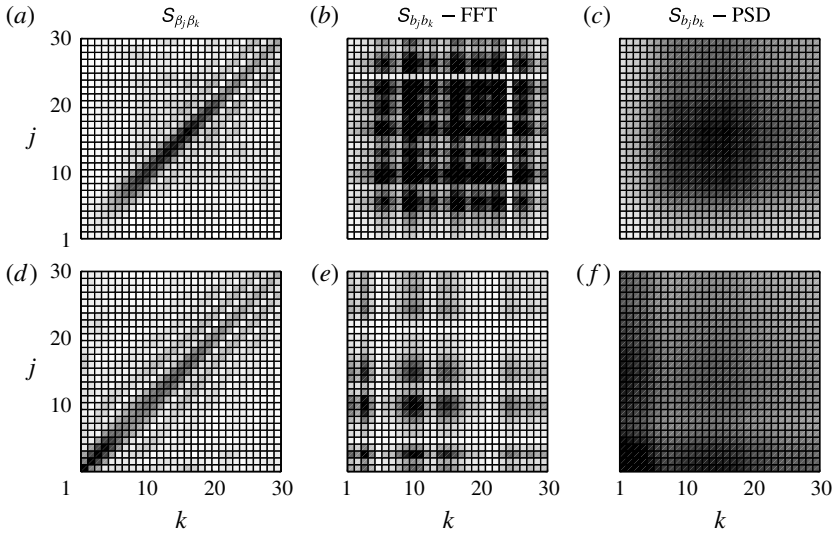 (a) S_{β_jβ_k} (b) S_{b_jb_k} – FFT (c) S_{b_jb_k} – PSD
30
20
j
10
1
(d) (e) (f)
30
20
j
10
1 10 20 30 1 10 20 30 1 10 20 30
k k k